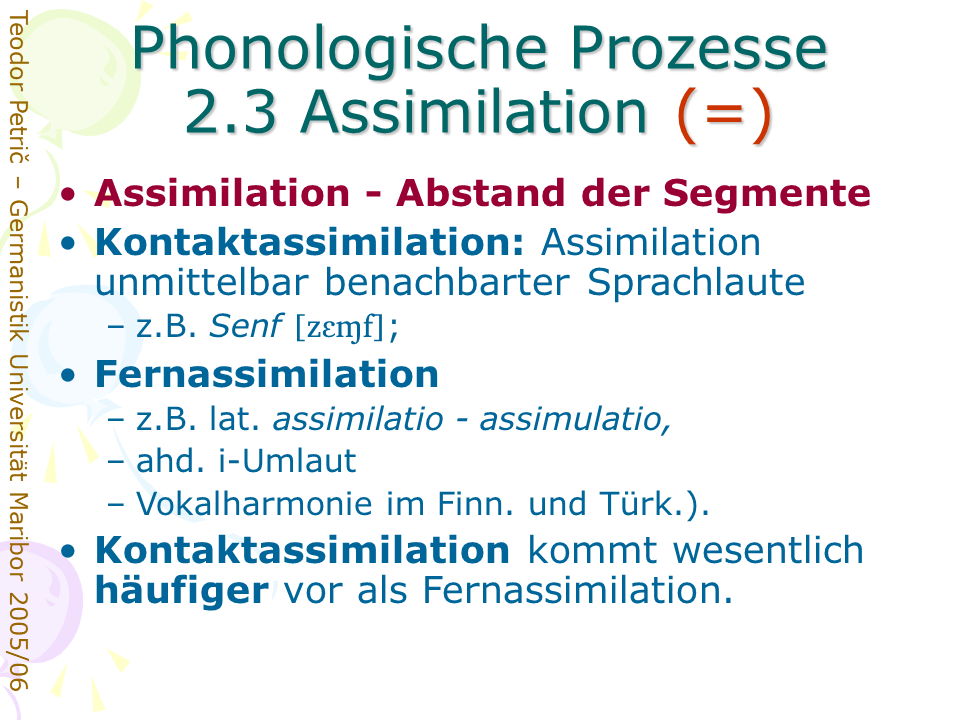 Phonologische Prozesse
2.3 Assimilation (=)
• Assimilation - Abstand der Segmente
• Kontaktassimilation: Assimilation
unmittelbar benachbarter Sprachlaute
– z.B. Senf [zɛɱf];
• Fernassimilation
– z.B. lat. assimilatio - assimulatio,
– ahd. i-Umlaut
– Vokalharmonie im Finn. und Türk.).
• Kontaktassimilation kommt wesentlich
häufiger vor als Fernassimilation.
Teodor Petrič – Germanistik Universität Maribor 2005/06